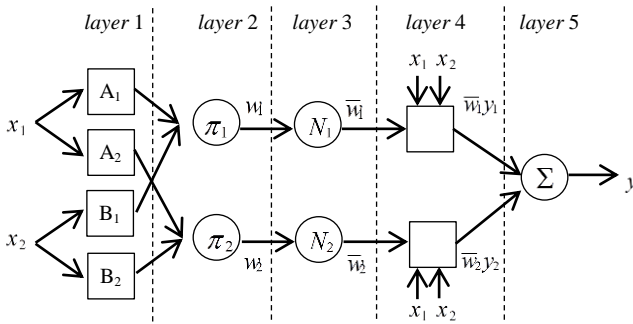 layer 1 layer 2 layer 3 layer 4 layer 5
x₁ x₂
A₁ w₁ w̅₁ w̅₁y₁
x₁ π₁ N₁
A₂
Σ y
B₁
x₂ π₂ N₂
B₂ w₂ w̅₂ w̅₂y₂
x₁ x₂